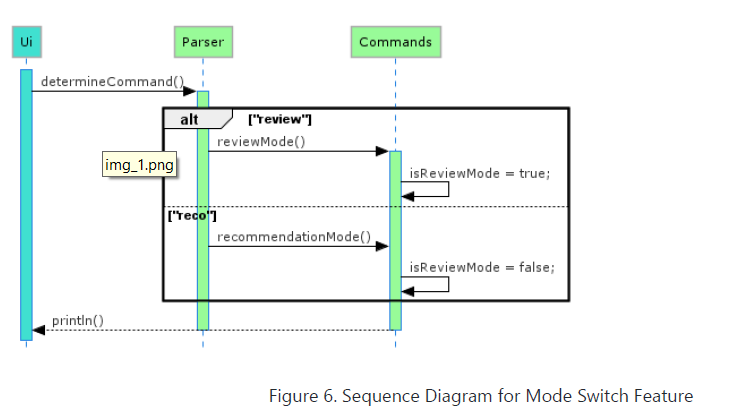 Ui
Parser
Commands
determineCommand()
alt
["review"]
reviewMode()
img_1.png
isReviewMode = true;
["reco"]
recommendationMode()
isReviewMode = false;
println()
Figure 6. Sequence Diagram for Mode Switch Feature